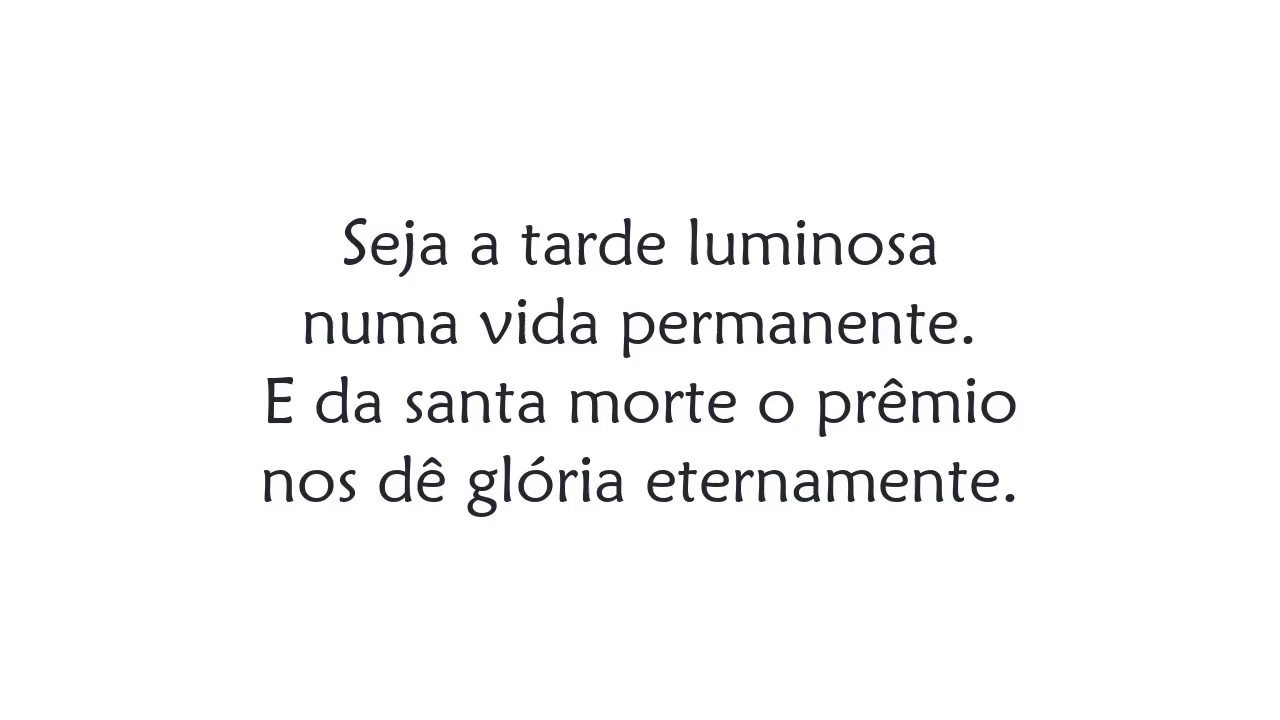 Seja a tarde luminosa
numa vida permanente.
E da santa morte o prêmio
nos dê glória eternamente.